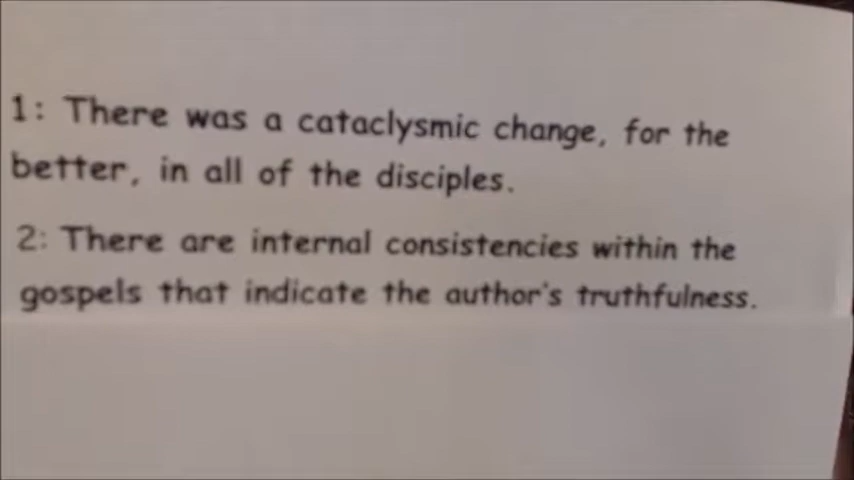 1: There was a cataclysmic change, for the
better, in all of the disciples.
2: There are internal consistencies within the
gospels that indicate the author's truthfulness.